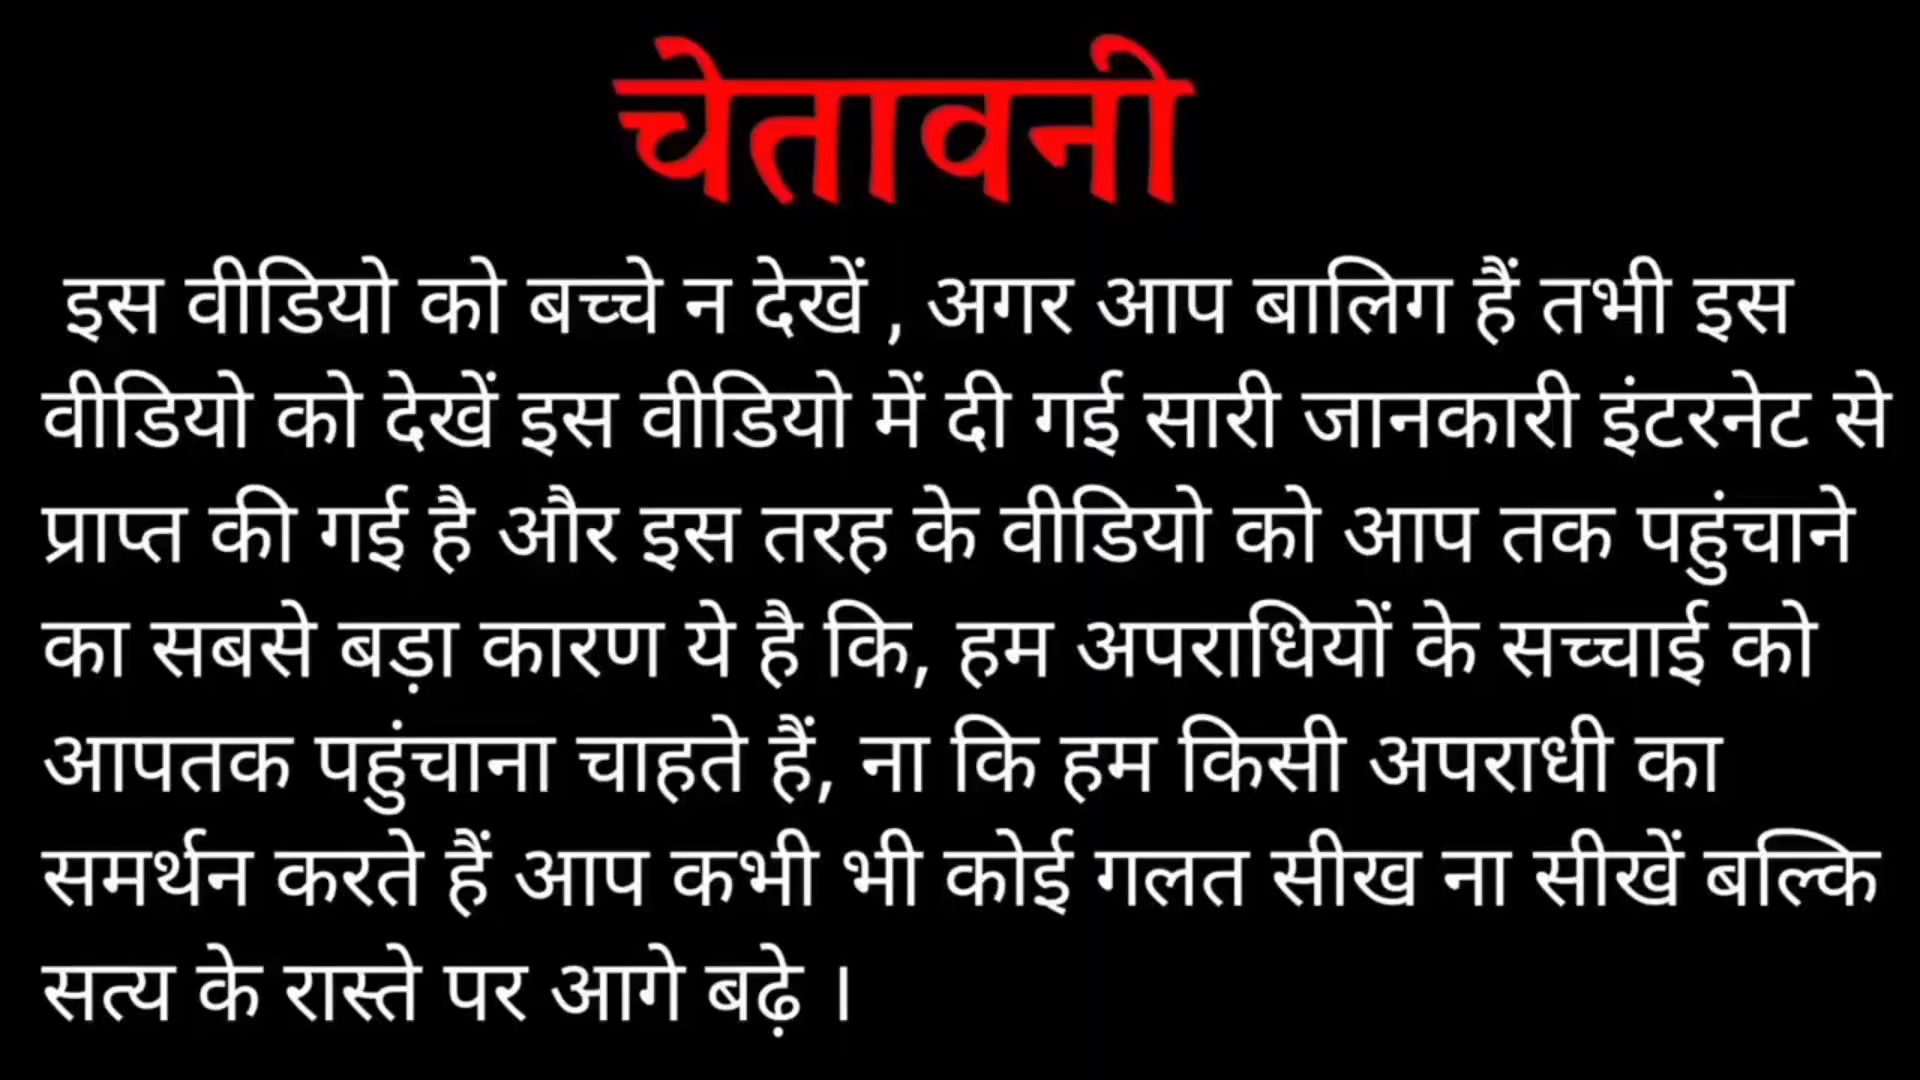 चेतावनी
इस वीडियो को बच्चे न देखें , अगर आप बालिग हैं तभी इस
वीडियो को देखें इस वीडियो में दी गई सारी जानकारी इंटरनेट से
प्राप्त की गई है और इस तरह के वीडियो को आप तक पहुंचाने
का सबसे बड़ा कारण ये है कि, हम अपराधियों के सच्चाई को
आपतक पहुंचाना चाहते हैं, ना कि हम किसी अपराधी का
समर्थन करते हैं आप कभी भी कोई गलत सीख ना सीखें बल्कि
सत्य के रास्ते पर आगे बढ़े ।